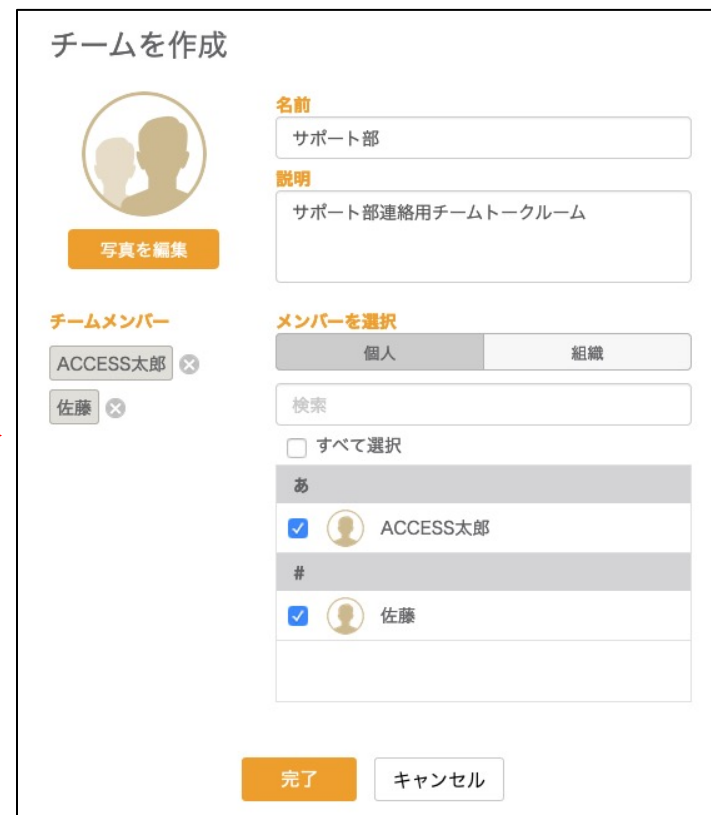 チームを作成
名前
サポート部
説明
サポート部連絡用チームトークルーム
写真を編集
チームメンバー
ACCESS太郎
佐藤
メンバーを選択
個人 組織
検索
すべて選択
あ
ACCESS太郎
#
佐藤
完了 キャンセル